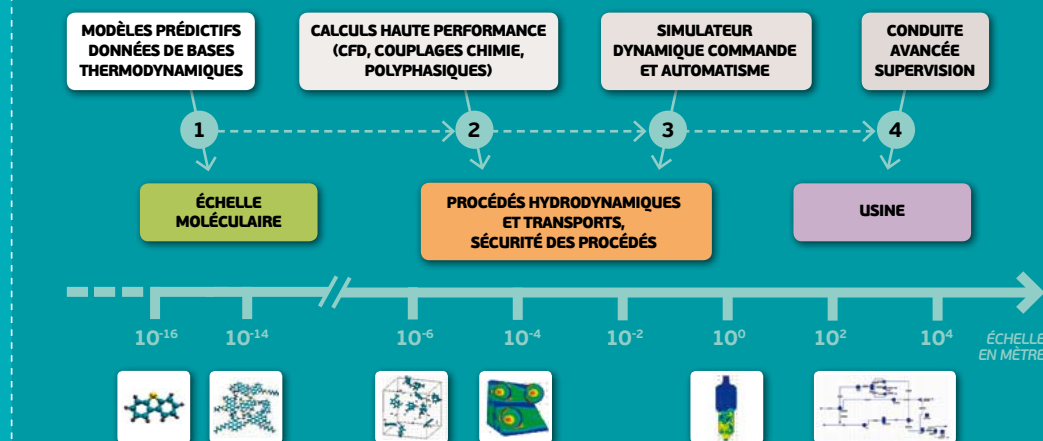 MODÈLES PRÉDICTIFS
DONNÉES DE BASES
THERMODYNAMIQUES
CALCULS HAUTE PERFORMANCE
(CFD, COUPLAGES CHIMIE,
POLYPHASIQUES)
SIMULATEUR
DYNAMIQUE COMMANDE
ET AUTOMATISME
CONDUITE
AVANCÉE
SUPERVISION
1
2
3
4
ÉCHELLE
MOLÉCULAIRE
PROCÉDÉS HYDRODYNAMIQUES
ET TRANSPORTS,
SÉCURITÉ DES PROCÉDÉS
USINE
10⁻¹⁶
10⁻¹⁴
10⁻⁶
10⁻⁴
10⁻²
10⁰
10²
10⁴
ÉCHELLE
EN MÈTRE